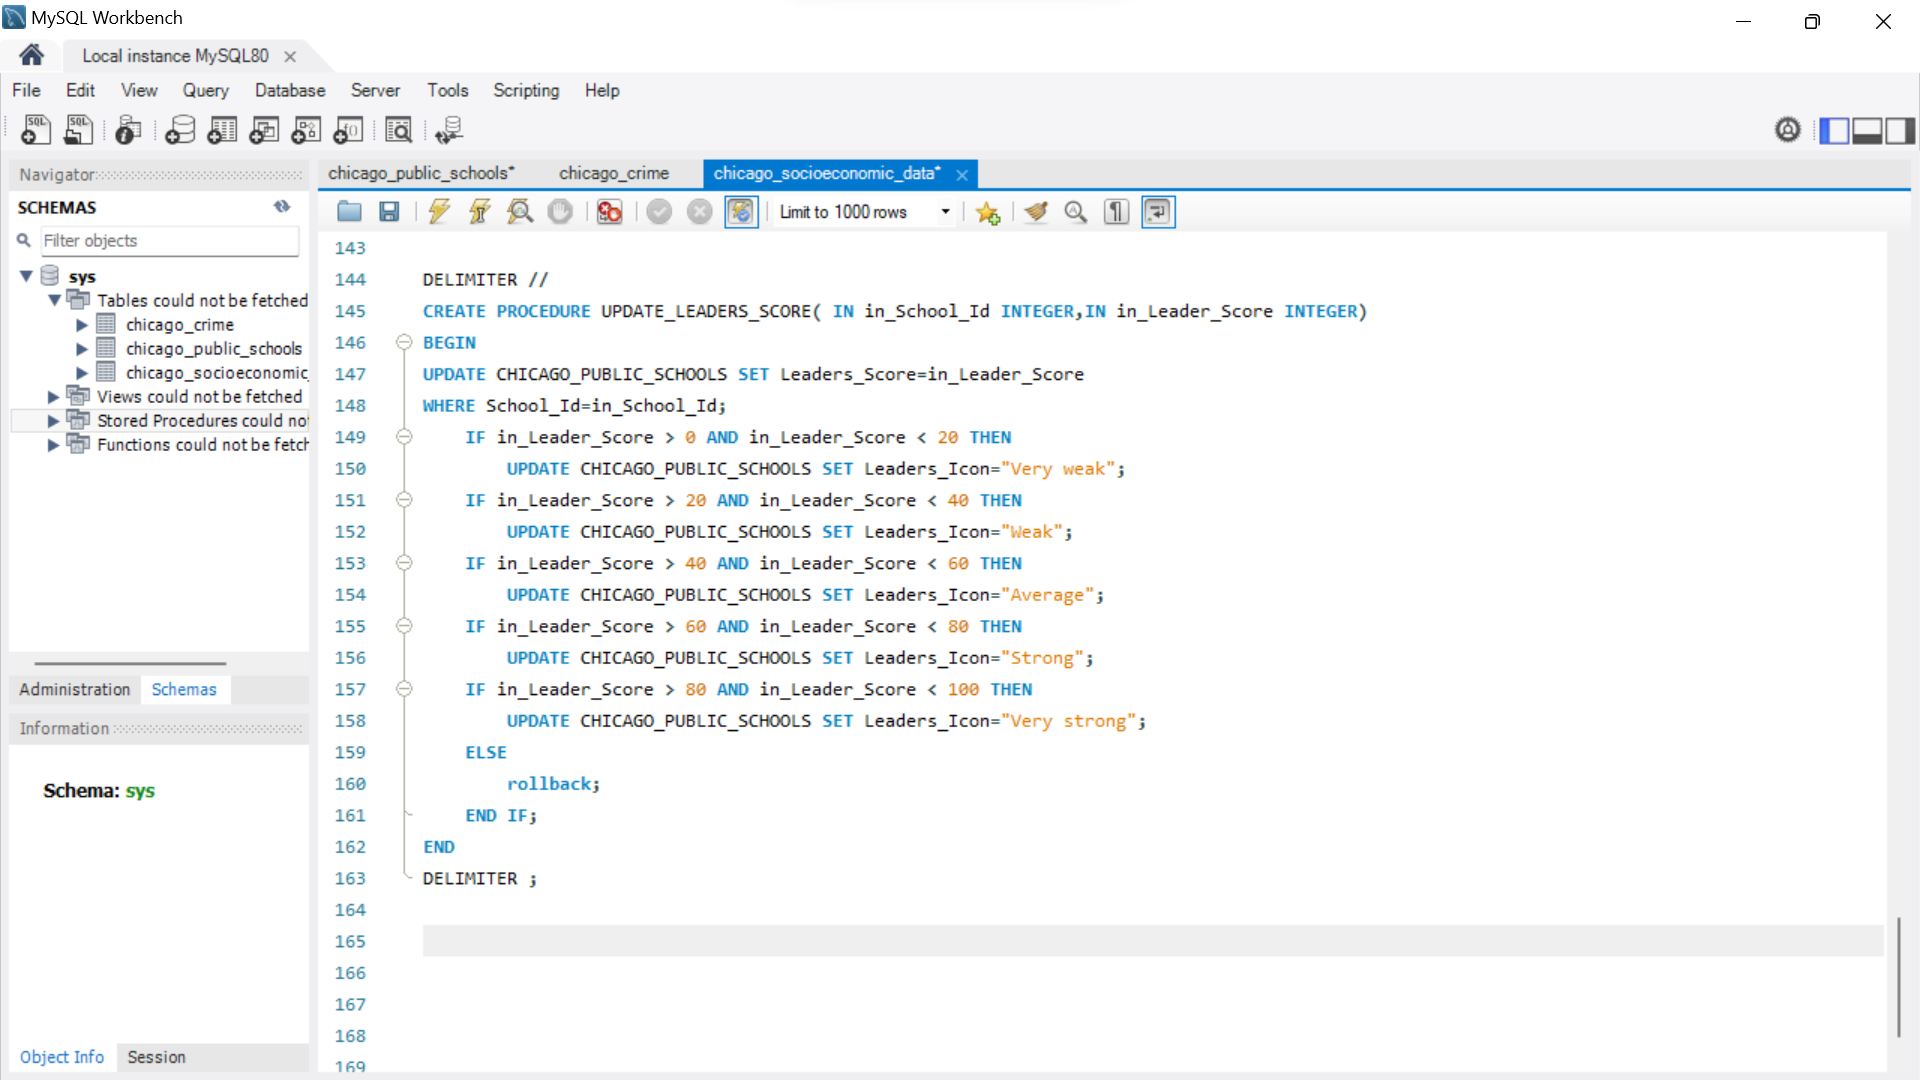 MySQL Workbench
Local instance MySQL80
File Edit View Query Database Server Tools Scripting Help
Navigator
SCHEMAS
Filter objects
sys
Tables could not be fetched
chicago_crime
chicago_public_schools
chicago_socioeconomic_
Views could not be fetched
Stored Procedures could not
Functions could not be fetch
Administration Schemas
Information
Schema: sys
Object Info Session
chicago_public_schools* chicago_crime chicago_socioeconomic_data*
Limit to 1000 rows
143
144 DELIMITER //
145 CREATE PROCEDURE UPDATE_LEADERS_SCORE( IN in_School_Id INTEGER,IN in_Leader_Score INTEGER)
146 BEGIN
147 UPDATE CHICAGO_PUBLIC_SCHOOLS SET Leaders_Score=in_Leader_Score
148 WHERE School_Id=in_School_Id;
149 IF in_Leader_Score > 0 AND in_Leader_Score < 20 THEN
150 UPDATE CHICAGO_PUBLIC_SCHOOLS SET Leaders_Icon="Very weak";
151 IF in_Leader_Score > 20 AND in_Leader_Score < 40 THEN
152 UPDATE CHICAGO_PUBLIC_SCHOOLS SET Leaders_Icon="Weak";
153 IF in_Leader_Score > 40 AND in_Leader_Score < 60 THEN
154 UPDATE CHICAGO_PUBLIC_SCHOOLS SET Leaders_Icon="Average";
155 IF in_Leader_Score > 60 AND in_Leader_Score < 80 THEN
156 UPDATE CHICAGO_PUBLIC_SCHOOLS SET Leaders_Icon="Strong";
157 IF in_Leader_Score > 80 AND in_Leader_Score < 100 THEN
158 UPDATE CHICAGO_PUBLIC_SCHOOLS SET Leaders_Icon="Very strong";
159 ELSE
160 rollback;
161 END IF;
162 END
163 DELIMITER ;
164
165
166
167
168
169